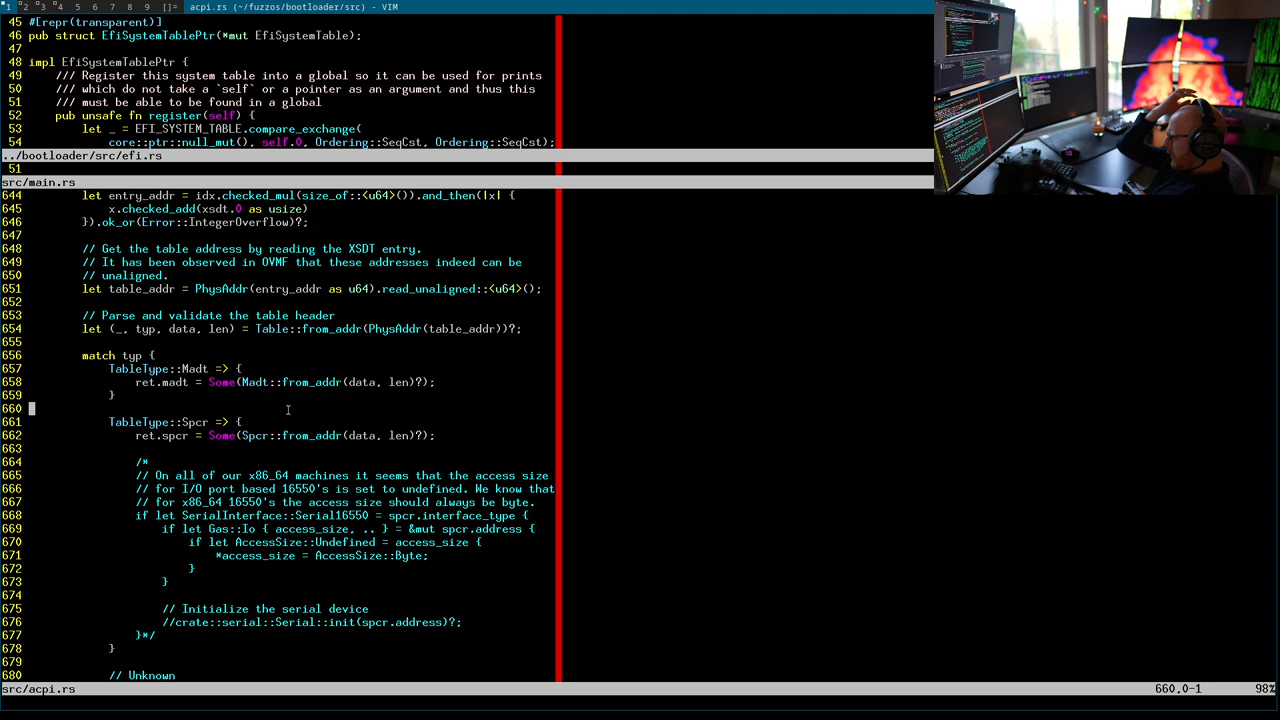 1 2 3 4 5 6 7 8 9 []= acpi.rs (~/fuzzos/bootloader/src) - VIM
45 #[repr(transparent)]
46 pub struct EfiSystemTablePtr(*mut EfiSystemTable);
47
48 impl EfiSystemTablePtr {
49     /// Register this system table into a global so it can be used for prints
50     /// which do not take a `self` or a pointer as an argument and thus this
51     /// must be able to be found in a global
52     pub unsafe fn register(self) {
53         let _ = EFI_SYSTEM_TABLE.compare_exchange(
54             core::ptr::null_mut(), self.0, Ordering::SeqCst, Ordering::SeqCst);
../bootloader/src/efi.rs
51
src/main.rs
644         let entry_addr = idx.checked_mul(size_of::<u64>()).and_then(|x| {
645             x.checked_add(xsdt.0 as usize)
646         }).ok_or(Error::IntegerOverflow)?;
647
648         // Get the table address by reading the XSDT entry.
649         // It has been observed in OVMF that these addresses indeed can be
650         // unaligned.
651         let table_addr = PhysAddr(entry_addr as u64).read_unaligned::<u64>();
652
653         // Parse and validate the table header
654         let (_, typ, data, len) = Table::from_addr(PhysAddr(table_addr))?;
655
656         match typ {
657             TableType::Madt => {
658                 ret.madt = Some(Madt::from_addr(data, len)?);
659             }
660
661             TableType::Spcr => {
662                 ret.spcr = Some(Spcr::from_addr(data, len)?);
663
664                 /*
665                 // On all of our x86_64 machines it seems that the access size
666                 // for I/O port based 16550's is set to undefined. We know that
667                 // for x86_64 16550's the access size should always be byte.
668                 if let SerialInterface::Serial16550 = spcr.interface_type {
669                     if let Gas::Io { access_size, .. } = &mut spcr.address {
670                         if let AccessSize::Undefined = access_size {
671                             *access_size = AccessSize::Byte;
672                         }
673                     }
674
675                     // Initialize the serial device
676                     //crate::serial::Serial::init(spcr.address)?;
677                 }*/
678             }
679
680             // Unknown
src/acpi.rs 660,0-1 98%